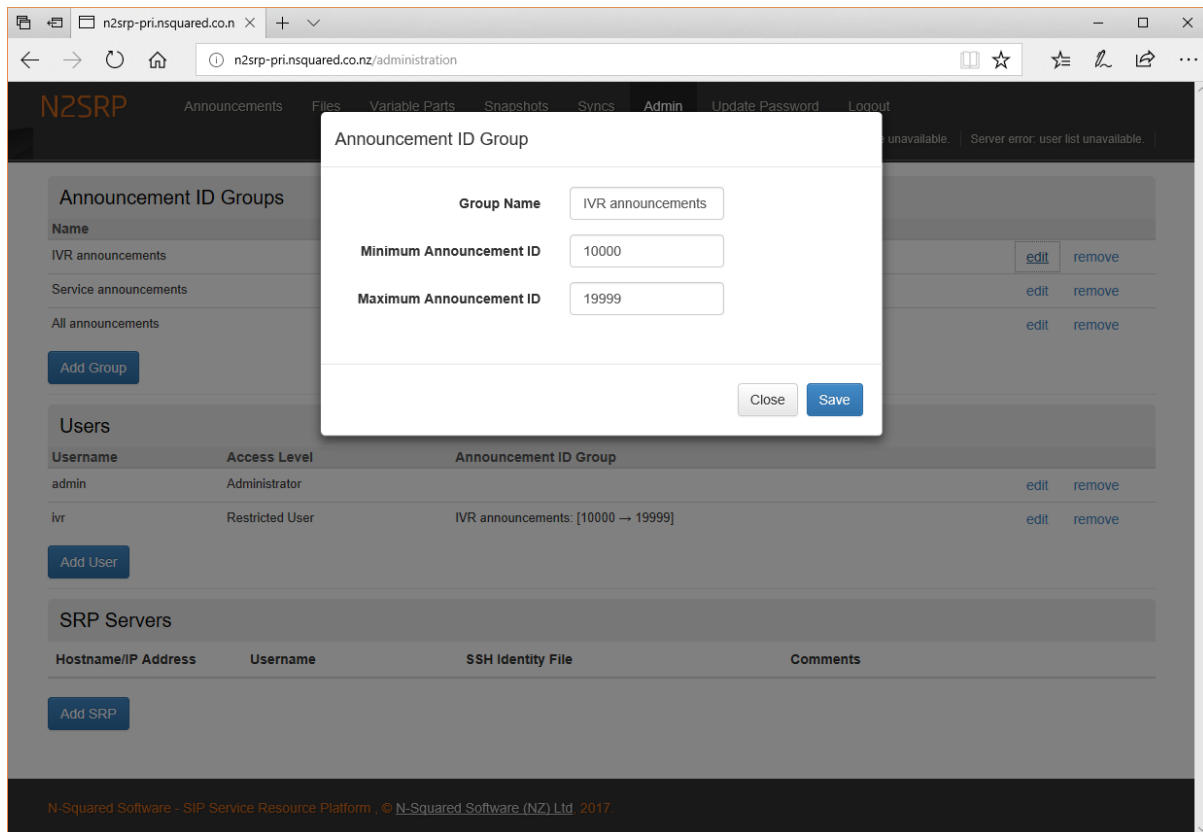 n2srp-pri.nsquared.co.n
n2srp-pri.nsquared.co.nz/administration
N2SRP Announcements Files Variable Parts Snapshots Syncs Admin Update Password Logout
unavailable. Server error: user list unavailable.
Announcement ID Group
Group Name IVR announcements
Minimum Announcement ID 10000
Maximum Announcement ID 19999
Close Save
Announcement ID Groups
Name
IVR announcements edit remove
Service announcements edit remove
All announcements edit remove
Add Group
Users
Username Access Level Announcement ID Group
admin Administrator edit remove
ivr Restricted User IVR announcements: [10000 → 19999] edit remove
Add User
SRP Servers
Hostname/IP Address Username SSH Identity File Comments
Add SRP
N-Squared Software - SIP Service Resource Platform , © N-Squared Software (NZ) Ltd, 2017.